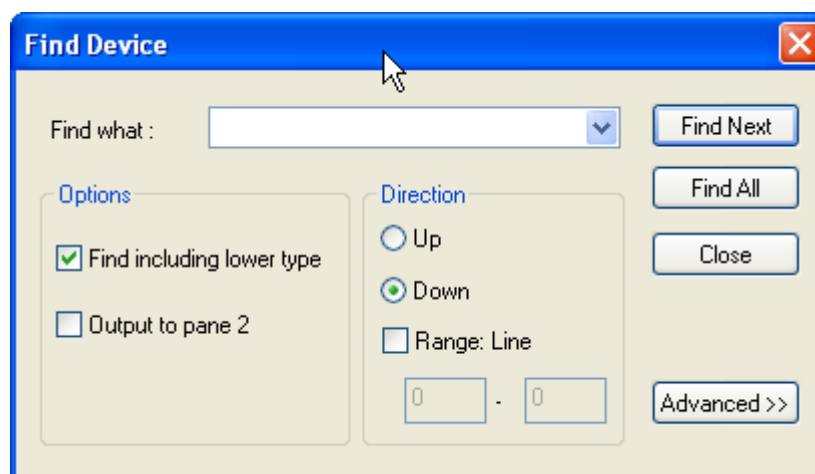 Find Device
Find what :
Find Next
Find All
Close
Advanced >>
Options
Find including lower type
Output to pane 2
Direction
Up
Down
Range: Line
0 - 0